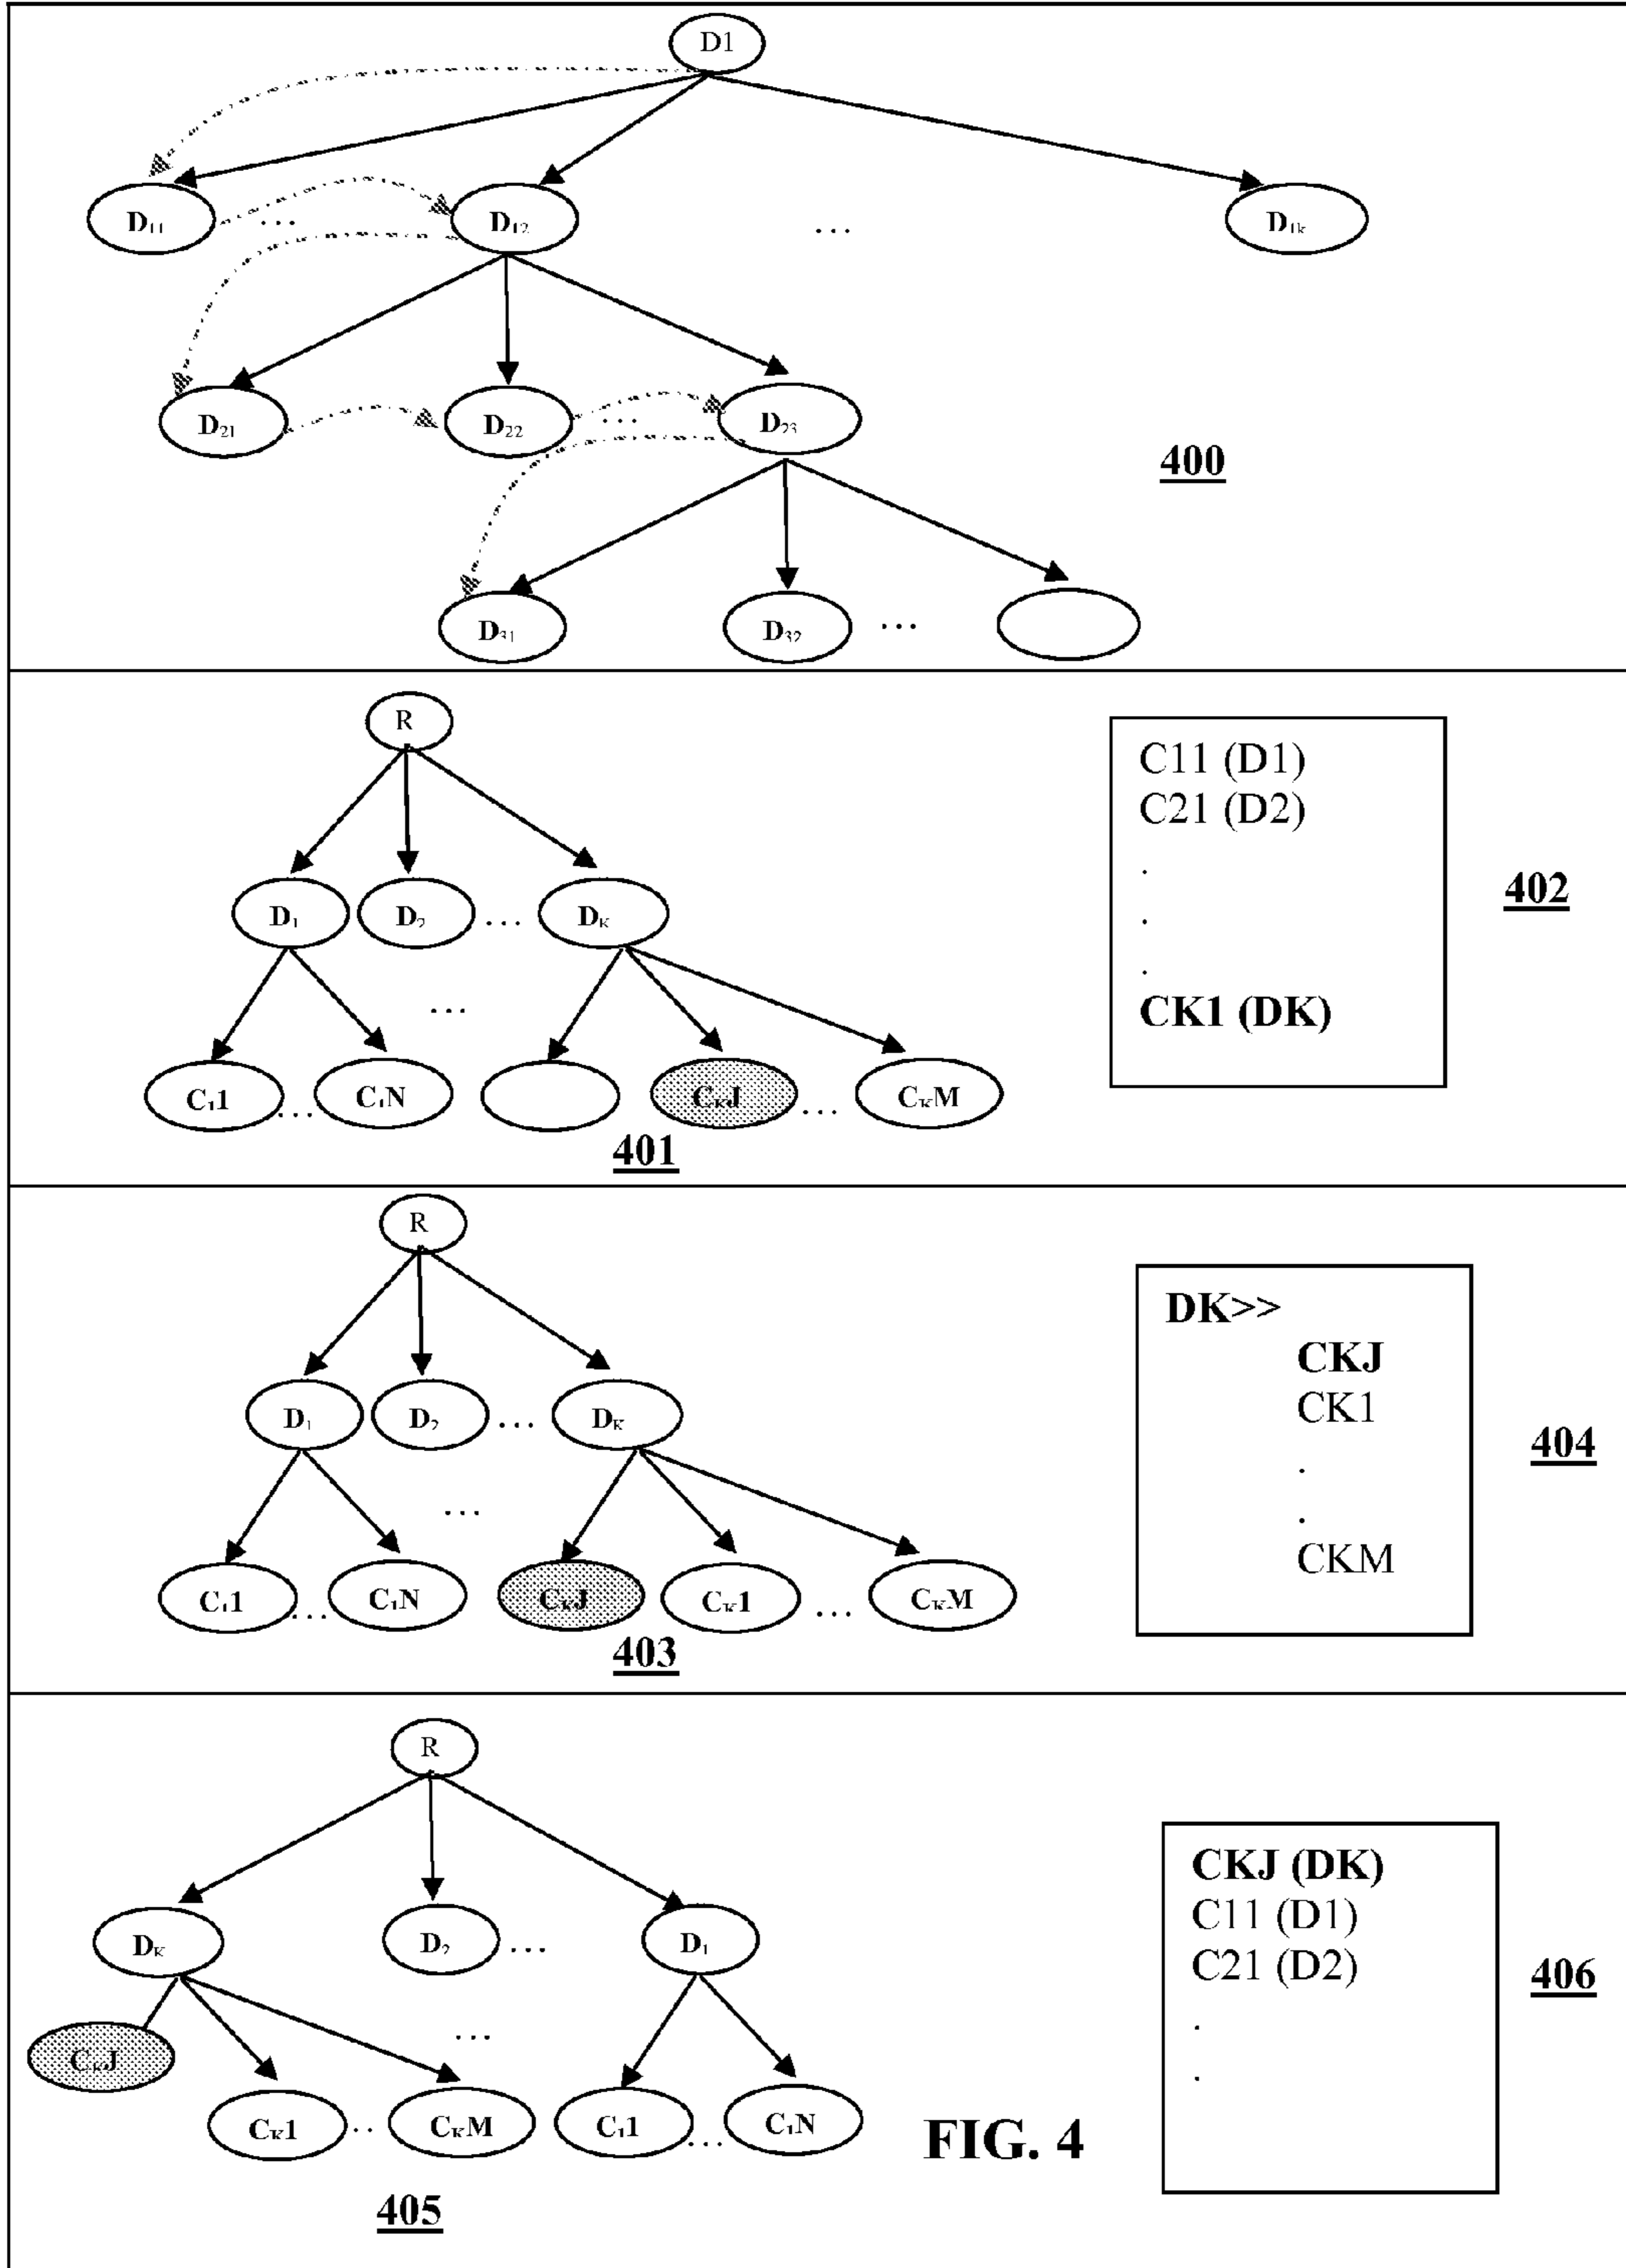 D1
D₁₁ ... D₁₂ ... D₁ₖ
D₂₁ D₂₂ ... D₂₃
400
D₃₁ D₃₂ ...
R
C11 (D1)
C21 (D2)
.
.
.
CK1 (DK)
402
D₁ D₂ ... Dₖ
...
C₁1 ... C₁N CₖJ ... CₖM
401
R
DK>>
CKJ
CK1
.
.
CKM
404
D₁ D₂ ... Dₖ
...
C₁1 ... C₁N CₖJ Cₖ1 ... CₖM
403
R
CKJ (DK)
C11 (D1)
C21 (D2)
.
.
406
Dₖ D₂ ... D₁
...
CₖJ
Cₖ1 .. CₖM C₁1 ... C₁N
FIG. 4
405